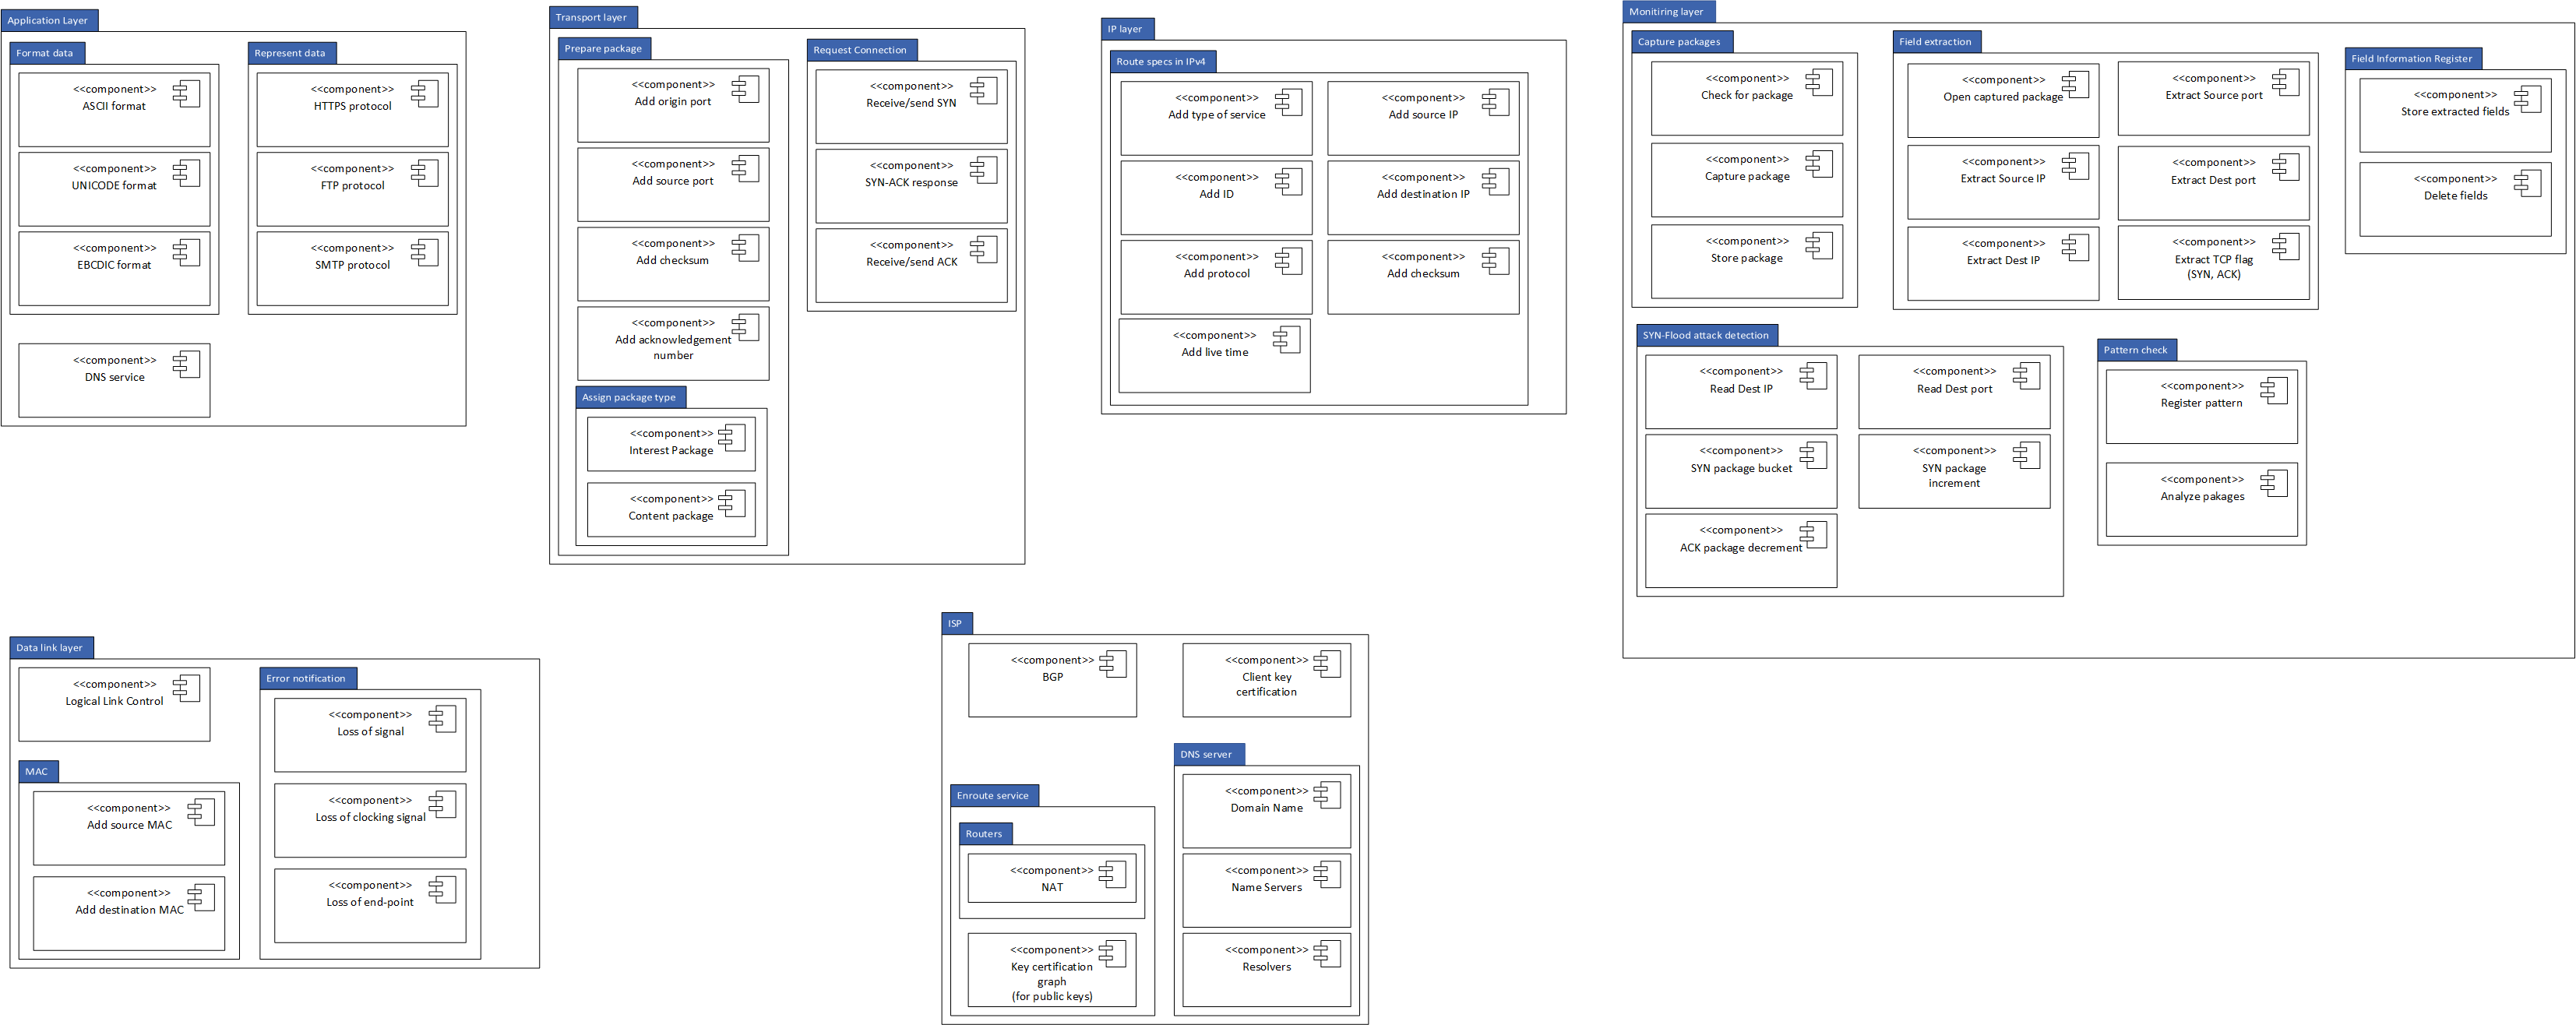 Application Layer
Format data
<<component>>
ASCII format
<<component>>
UNICODE format
<<component>>
EBCDIC format
Represent data
<<component>>
HTTPS protocol
<<component>>
FTP protocol
<<component>>
SMTP protocol
<<component>>
DNS service
Transport layer
Prepare package
<<component>>
Add origin port
<<component>>
Add source port
<<component>>
Add checksum
<<component>>
Add acknowledgement
number
Assign package type
<<component>>
Interest Package
<<component>>
Content package
Request Connection
<<component>>
Receive/send SYN
<<component>>
SYN-ACK response
<<component>>
Receive/send ACK
IP layer
Route specs in IPv4
<<component>>
Add type of service
<<component>>
Add source IP
<<component>>
Add ID
<<component>>
Add destination IP
<<component>>
Add protocol
<<component>>
Add checksum
<<component>>
Add live time
Monitiring layer
Capture packages
<<component>>
Check for package
<<component>>
Capture package
<<component>>
Store package
Field extraction
<<component>>
Open captured package
<<component>>
Extract Source port
<<component>>
Extract Source IP
<<component>>
Extract Dest port
<<component>>
Extract Dest IP
<<component>>
Extract TCP flag
(SYN, ACK)
Field Information Register
<<component>>
Store extracted fields
<<component>>
Delete fields
SYN-Flood attack detection
<<component>>
Read Dest IP
<<component>>
Read Dest port
<<component>>
SYN package bucket
<<component>>
SYN package
increment
<<component>>
ACK package decrement
Pattern check
<<component>>
Register pattern
<<component>>
Analyze pakages
Data link layer
<<component>>
Logical Link Control
MAC
<<component>>
Add source MAC
<<component>>
Add destination MAC
Error notification
<<component>>
Loss of signal
<<component>>
Loss of clocking signal
<<component>>
Loss of end-point
ISP
<<component>>
BGP
<<component>>
Client key
certification
Enroute service
Routers
<<component>>
NAT
<<component>>
Key certification
graph
(for public keys)
DNS server
<<component>>
Domain Name
<<component>>
Name Servers
<<component>>
Resolvers